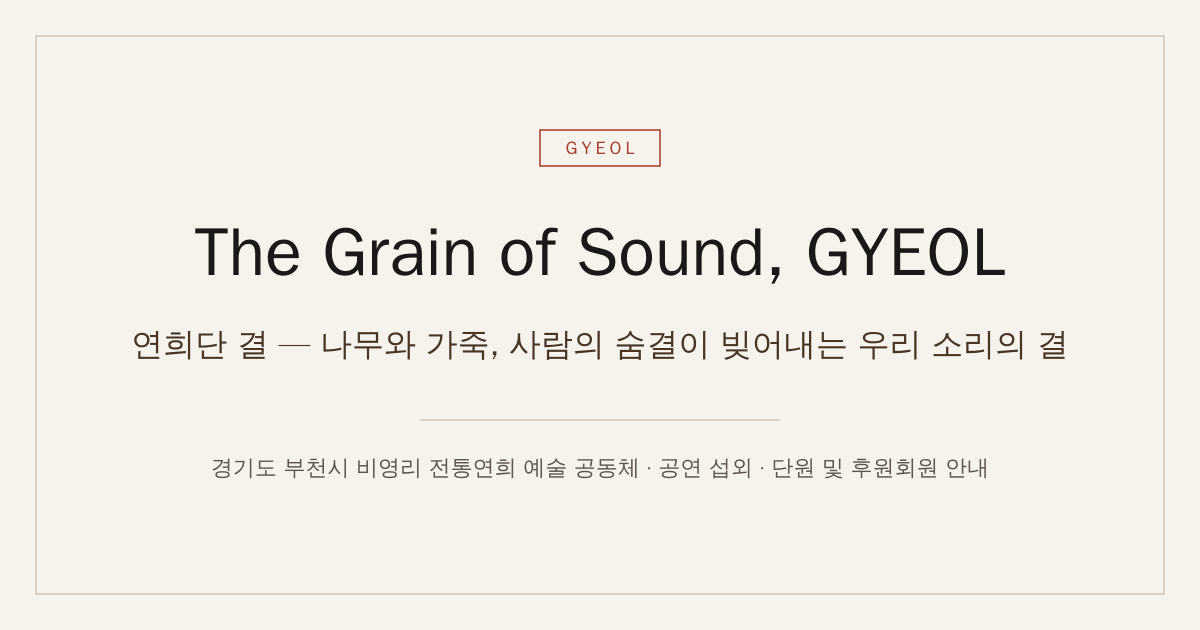 GYEOL
The Grain of Sound, GYEOL
연희단 결 — 나무와 가죽, 사람의 숨결이 빚어내는 우리 소리의 결
경기도 부천시 비영리 전통연희 예술 공동체 · 공연 섭외 · 단원 및 후원회원 안내